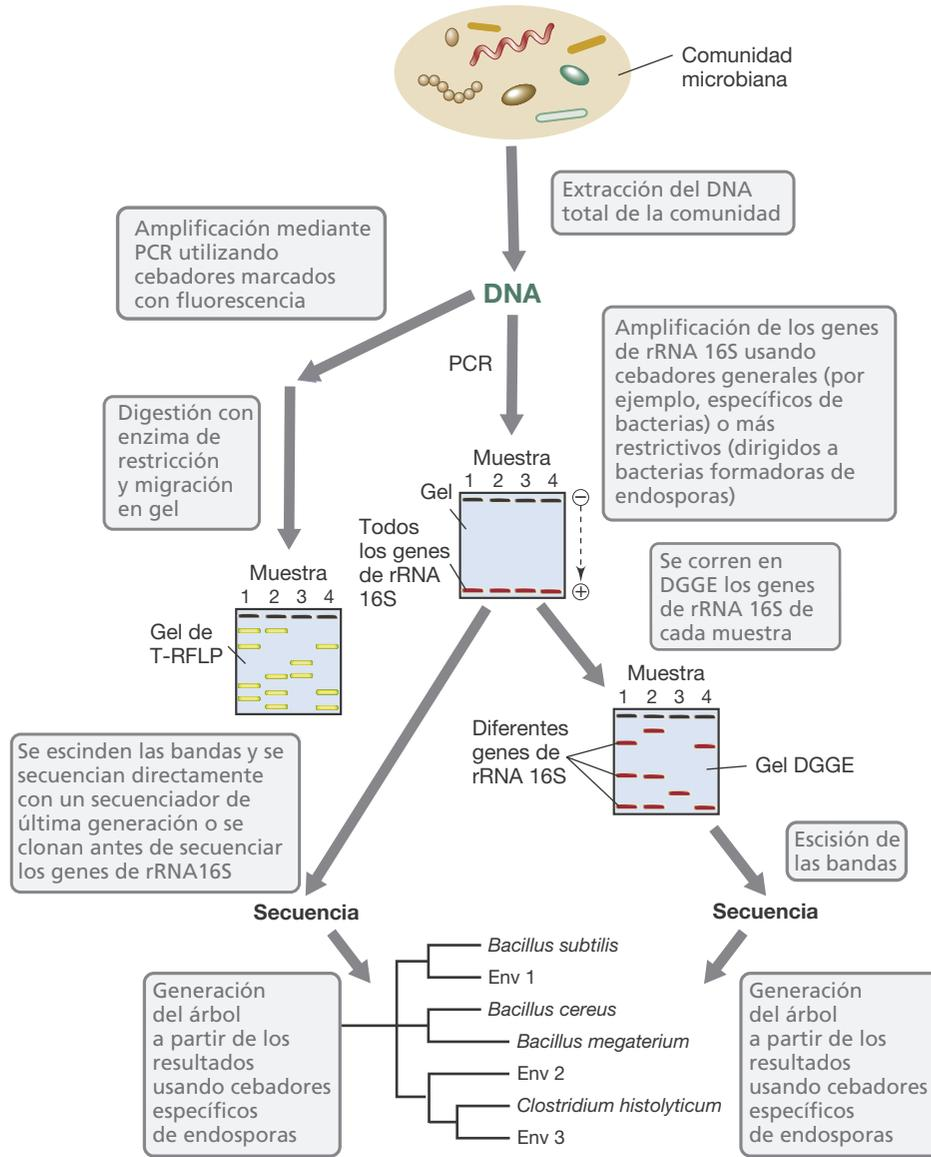 Comunidad
microbiana
Extracción del DNA
total de la comunidad
Amplificación mediante
PCR utilizando
cebadores marcados
con fluorescencia
DNA
PCR
Amplificación de los genes
de rRNA 16S usando
cebadores generales (por
ejemplo, específicos de
bacterias) o más
restrictivos (dirigidos a
bacterias formadoras de
endosporas)
Digestión con
enzima de
restricción
y migración
en gel
Muestra
1 2 3 4
Gel
Todos
los genes
de rRNA
16S
−
+
Se corren en
DGGE los genes
de rRNA 16S de
cada muestra
Muestra
1 2 3 4
Gel de
T-RFLP
Muestra
1 2 3 4
Diferentes
genes de
rRNA 16S
Gel DGGE
Se escinden las bandas y se
secuencian directamente
con un secuenciador de
última generación o se
clonan antes de secuenciar
los genes de rRNA16S
Escisión de
las bandas
Secuencia
Secuencia
Generación
del árbol
a partir de los
resultados
usando cebadores
específicos
de endosporas
Bacillus subtilis
Env 1
Bacillus cereus
Bacillus megaterium
Env 2
Clostridium histolyticum
Env 3
Generación
del árbol
a partir de los
resultados
usando cebadores
específicos
de endosporas